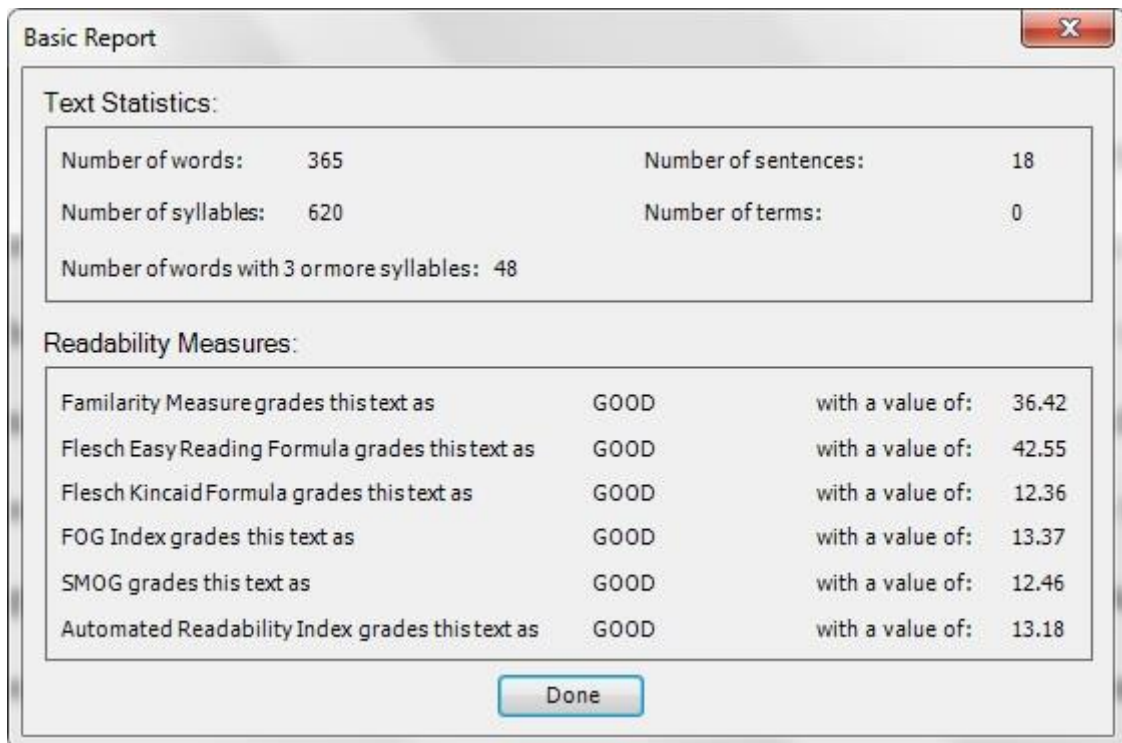 Basic Report
Text Statistics:
Number of words: 365 Number of sentences: 18
Number of syllables: 620 Number of terms: 0
Number of words with 3 or more syllables: 48
Readability Measures:
Familarity Measure grades this text as GOOD with a value of: 36.42
Flesch Easy Reading Formula grades this text as GOOD with a value of: 42.55
Flesch Kincaid Formula grades this text as GOOD with a value of: 12.36
FOG Index grades this text as GOOD with a value of: 13.37
SMOG grades this text as GOOD with a value of: 12.46
Automated Readability Index grades this text as GOOD with a value of: 13.18
Done